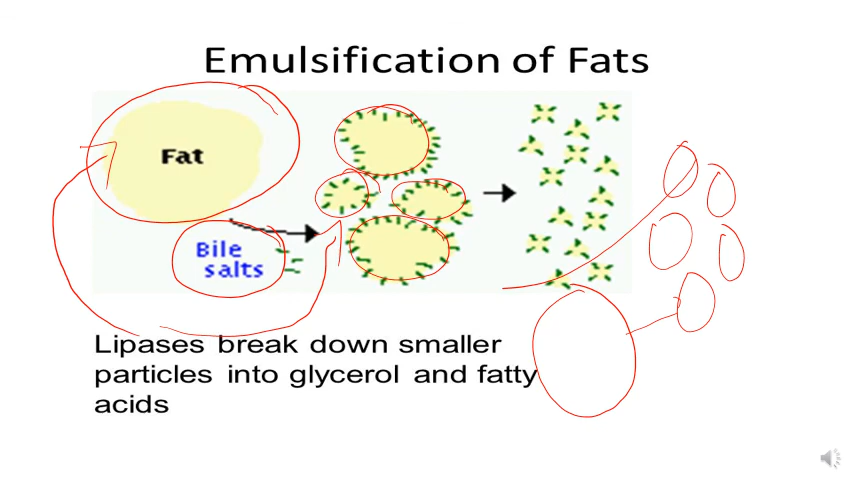 Emulsification of Fats
Fat
Bile
salts
Lipases break down smaller
particles into glycerol and fatty
acids